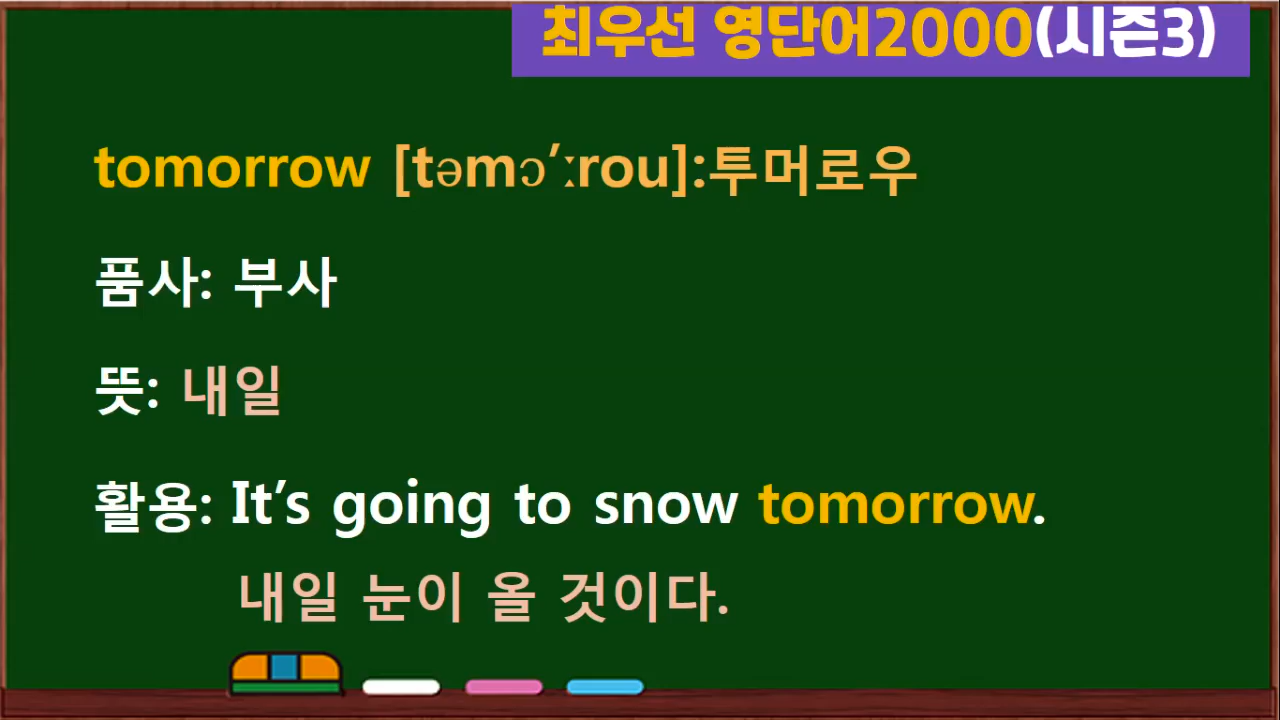 최우선 영단어2000(시즌3)
tomorrow [təmɔ′ːrou]:투머로우
품사: 부사
뜻: 내일
활용: It′s going to snow tomorrow.
내일 눈이 올 것이다.